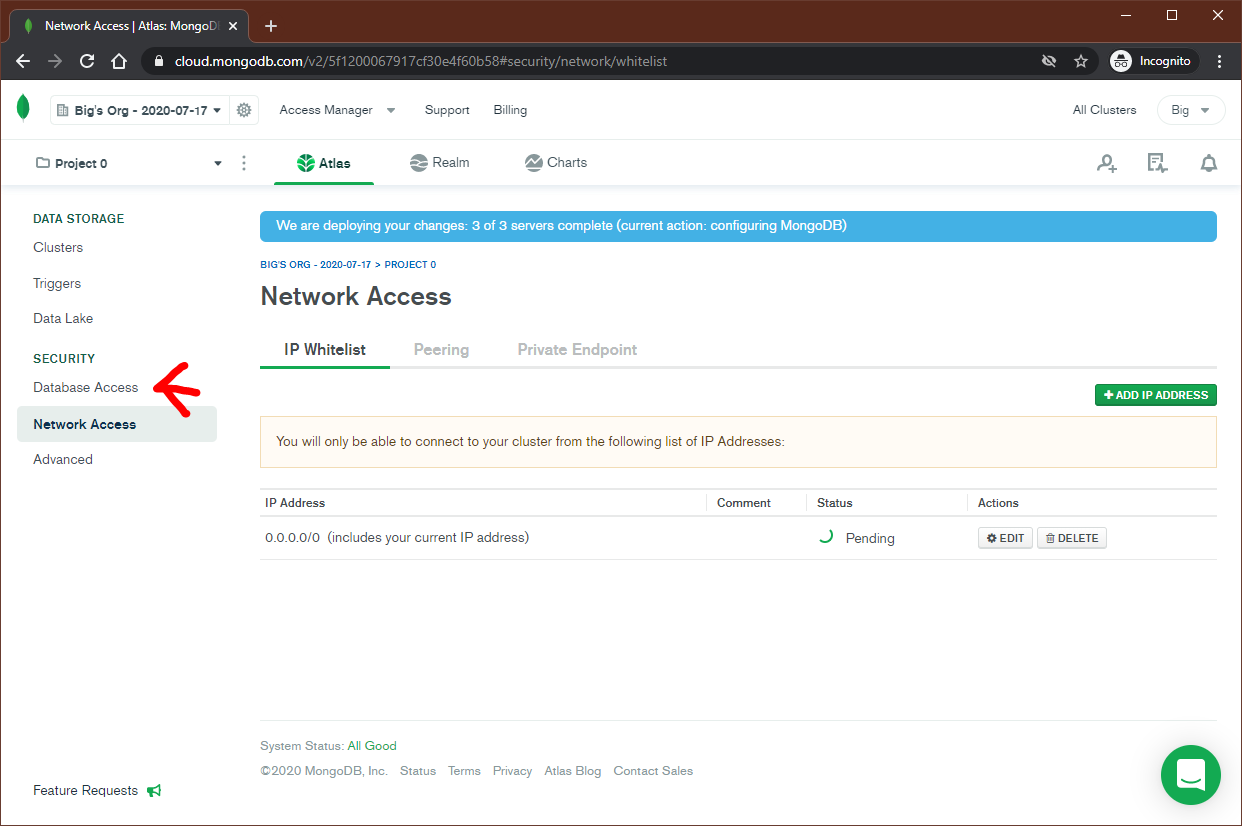 Network Access | Atlas: MongoD
cloud.mongodb.com/v2/5f1200067917cf30e4f60b58#security/network/whitelist
Incognito
Big's Org - 2020-07-17
Access Manager
Support
Billing
All Clusters
Big
Project 0
Atlas
Realm
Charts
DATA STORAGE
Clusters
Triggers
Data Lake
SECURITY
Database Access
Network Access
Advanced
Feature Requests
We are deploying your changes: 3 of 3 servers complete (current action: configuring MongoDB)
BIG'S ORG - 2020-07-17 > PROJECT 0
Network Access
IP Whitelist Peering Private Endpoint
ADD IP ADDRESS
You will only be able to connect to your cluster from the following list of IP Addresses:
IP Address Comment Status Actions
0.0.0.0/0 (includes your current IP address) Pending EDIT DELETE
System Status: All Good
©2020 MongoDB, Inc. Status Terms Privacy Atlas Blog Contact Sales